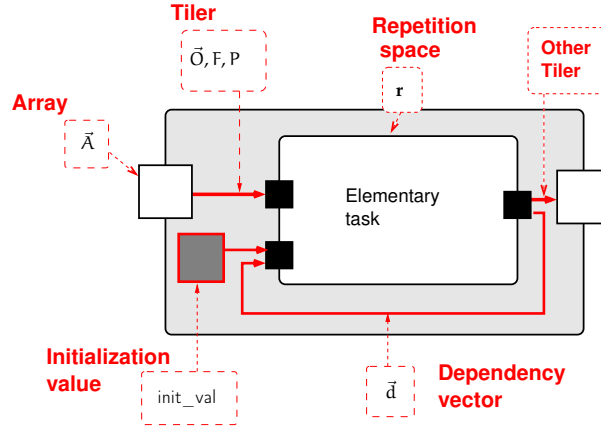 Tiler
Repetition
space
Other
Tiler
O⃗, F, P
r
Array
A⃗
Elementary
task
Initialization
value
init_val
d⃗
Dependency
vector